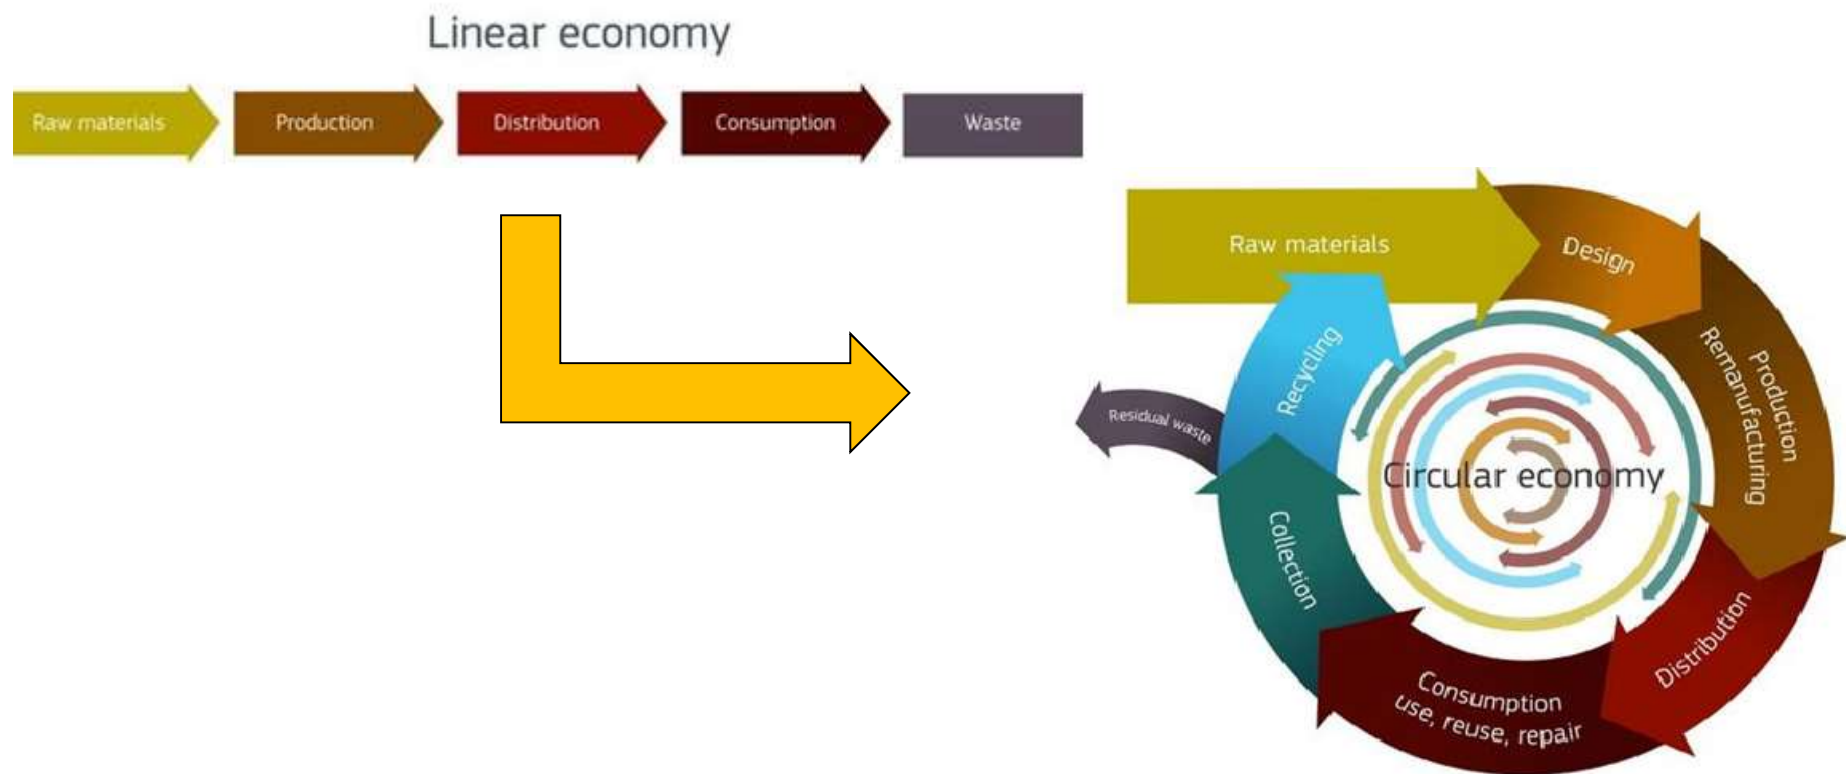 Linear economy
Raw materials
Production
Distribution
Consumption
Waste
Raw materials
Design
Production
Remanufacturing
Distribution
Consumption
use, reuse, repair
Collection
Recycling
Residual waste
Circular economy